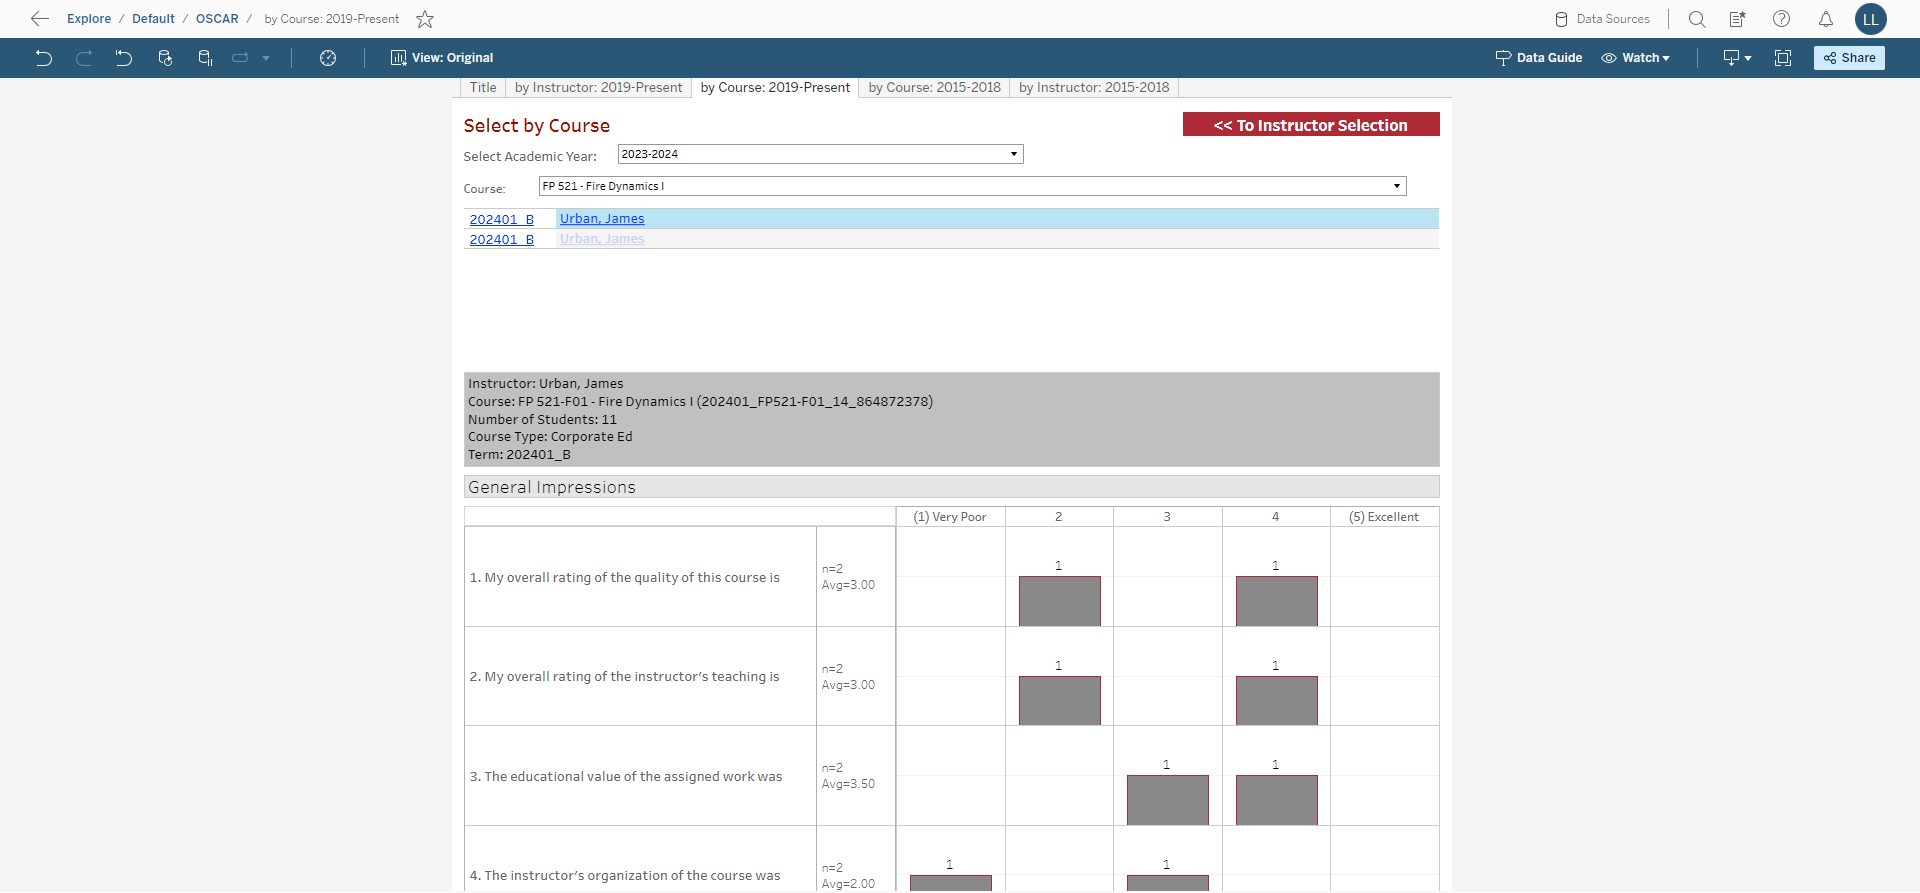 Explore / Default / OSCAR / by Course: 2019-Present
Data Sources
LL
View: Original
Data Guide
Watch
Share
Title
by Instructor: 2019-Present
by Course: 2019-Present
by Course: 2015-2018
by Instructor: 2015-2018
Select by Course
<< To Instructor Selection
Select Academic Year: 2023-2024
Course: FP 521 - Fire Dynamics I
202401_B Urban, James
202401_B Urban, James
Instructor: Urban, James
Course: FP 521-F01 - Fire Dynamics I (202401_FP521-F01_14_864872378)
Number of Students: 11
Course Type: Corporate Ed
Term: 202401_B
General Impressions
(1) Very Poor 2 3 4 (5) Excellent
1. My overall rating of the quality of this course is
n=2
Avg=3.00
1 1
2. My overall rating of the instructor's teaching is
n=2
Avg=3.00
1 1
3. The educational value of the assigned work was
n=2
Avg=3.50
1 1
4. The instructor's organization of the course was
n=2
Avg=2.00
1 1